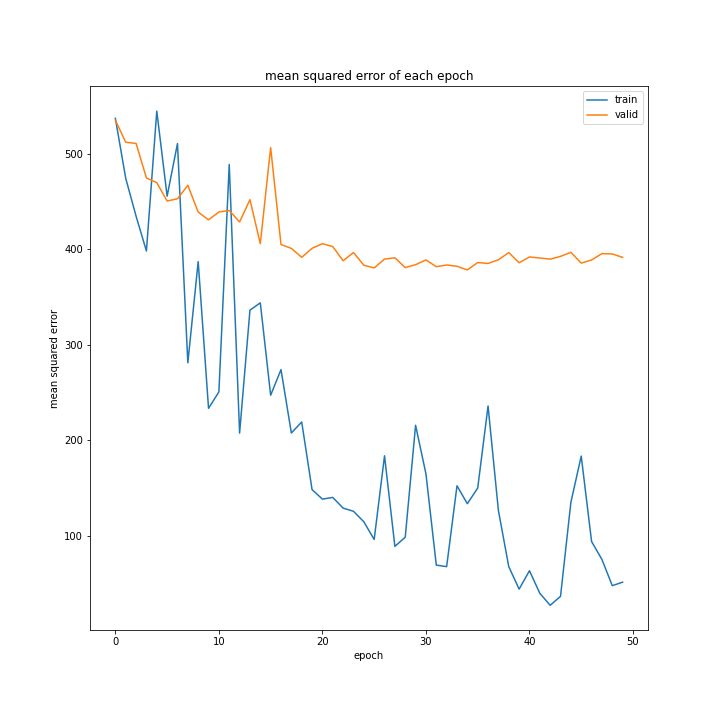 mean squared error of each epoch
train
valid
mean squared error
500
400
300
200
100
0 10 20 30 40 50
epoch